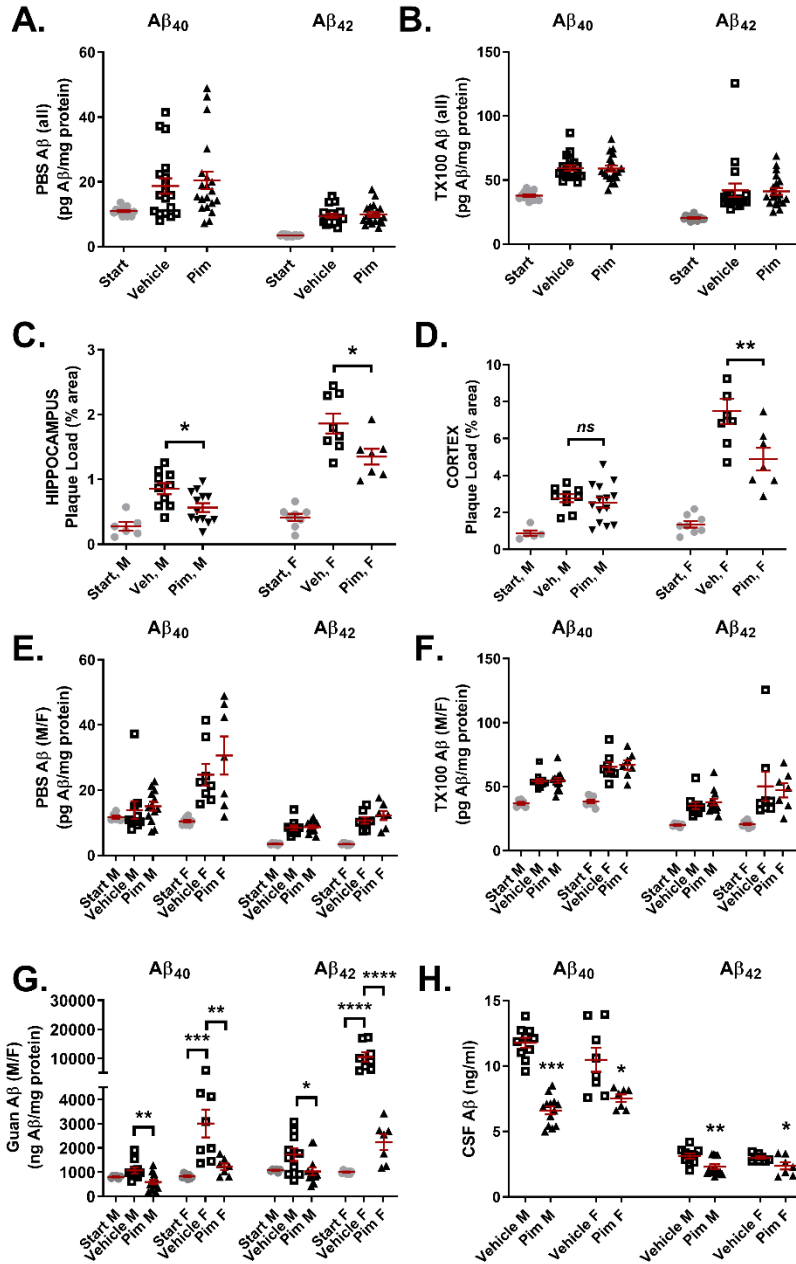 A.
Aβ40
Aβ42
PBS Aβ (all)
(pg Aβ/mg protein)
60
40
20
0
Start
Vehicle
Pim
Start
Vehicle
Pim
B.
Aβ40
Aβ42
TX100 Aβ (all)
(pg Aβ/mg protein)
150
100
50
0
Start
Vehicle
Pim
Start
Vehicle
Pim
C.
HIPPOCAMPUS
Plaque Load (% area)
3
2
1
0
*
*
Start, M
Veh, M
Pim, M
Start, F
Veh, F
Pim, F
D.
CORTEX
Plaque Load (% area)
10
8
6
4
2
0
ns
**
Start, M
Veh, M
Pim, M
Start, F
Veh, F
Pim, F
E.
Aβ40
Aβ42
PBS Aβ (M/F)
(pg Aβ/mg protein)
60
40
20
0
Start M
Vehicle M
Pim M
Start F
Vehicle F
Pim F
Start M
Vehicle M
Pim M
Start F
Vehicle F
Pim F
F.
Aβ40
Aβ42
TX100 Aβ (M/F)
(pg Aβ/mg protein)
150
100
50
0
Start M
Vehicle M
Pim M
Start F
Vehicle F
Pim F
Start M
Vehicle M
Pim M
Start F
Vehicle F
Pim F
G.
Aβ40
Aβ42
Guan Aβ (M/F)
(ng Aβ/mg protein)
30000
20000
10000
5000
4000
3000
2000
1000
0
**
***
**
*
****
****
Start M
Vehicle M
Pim M
Start F
Vehicle F
Pim F
Start M
Vehicle M
Pim M
Start F
Vehicle F
Pim F
H.
Aβ40
Aβ42
CSF Aβ (ng/ml)
15
10
5
0
***
*
**
*
Vehicle M
Pim M
Vehicle F
Pim F
Vehicle M
Pim M
Vehicle F
Pim F